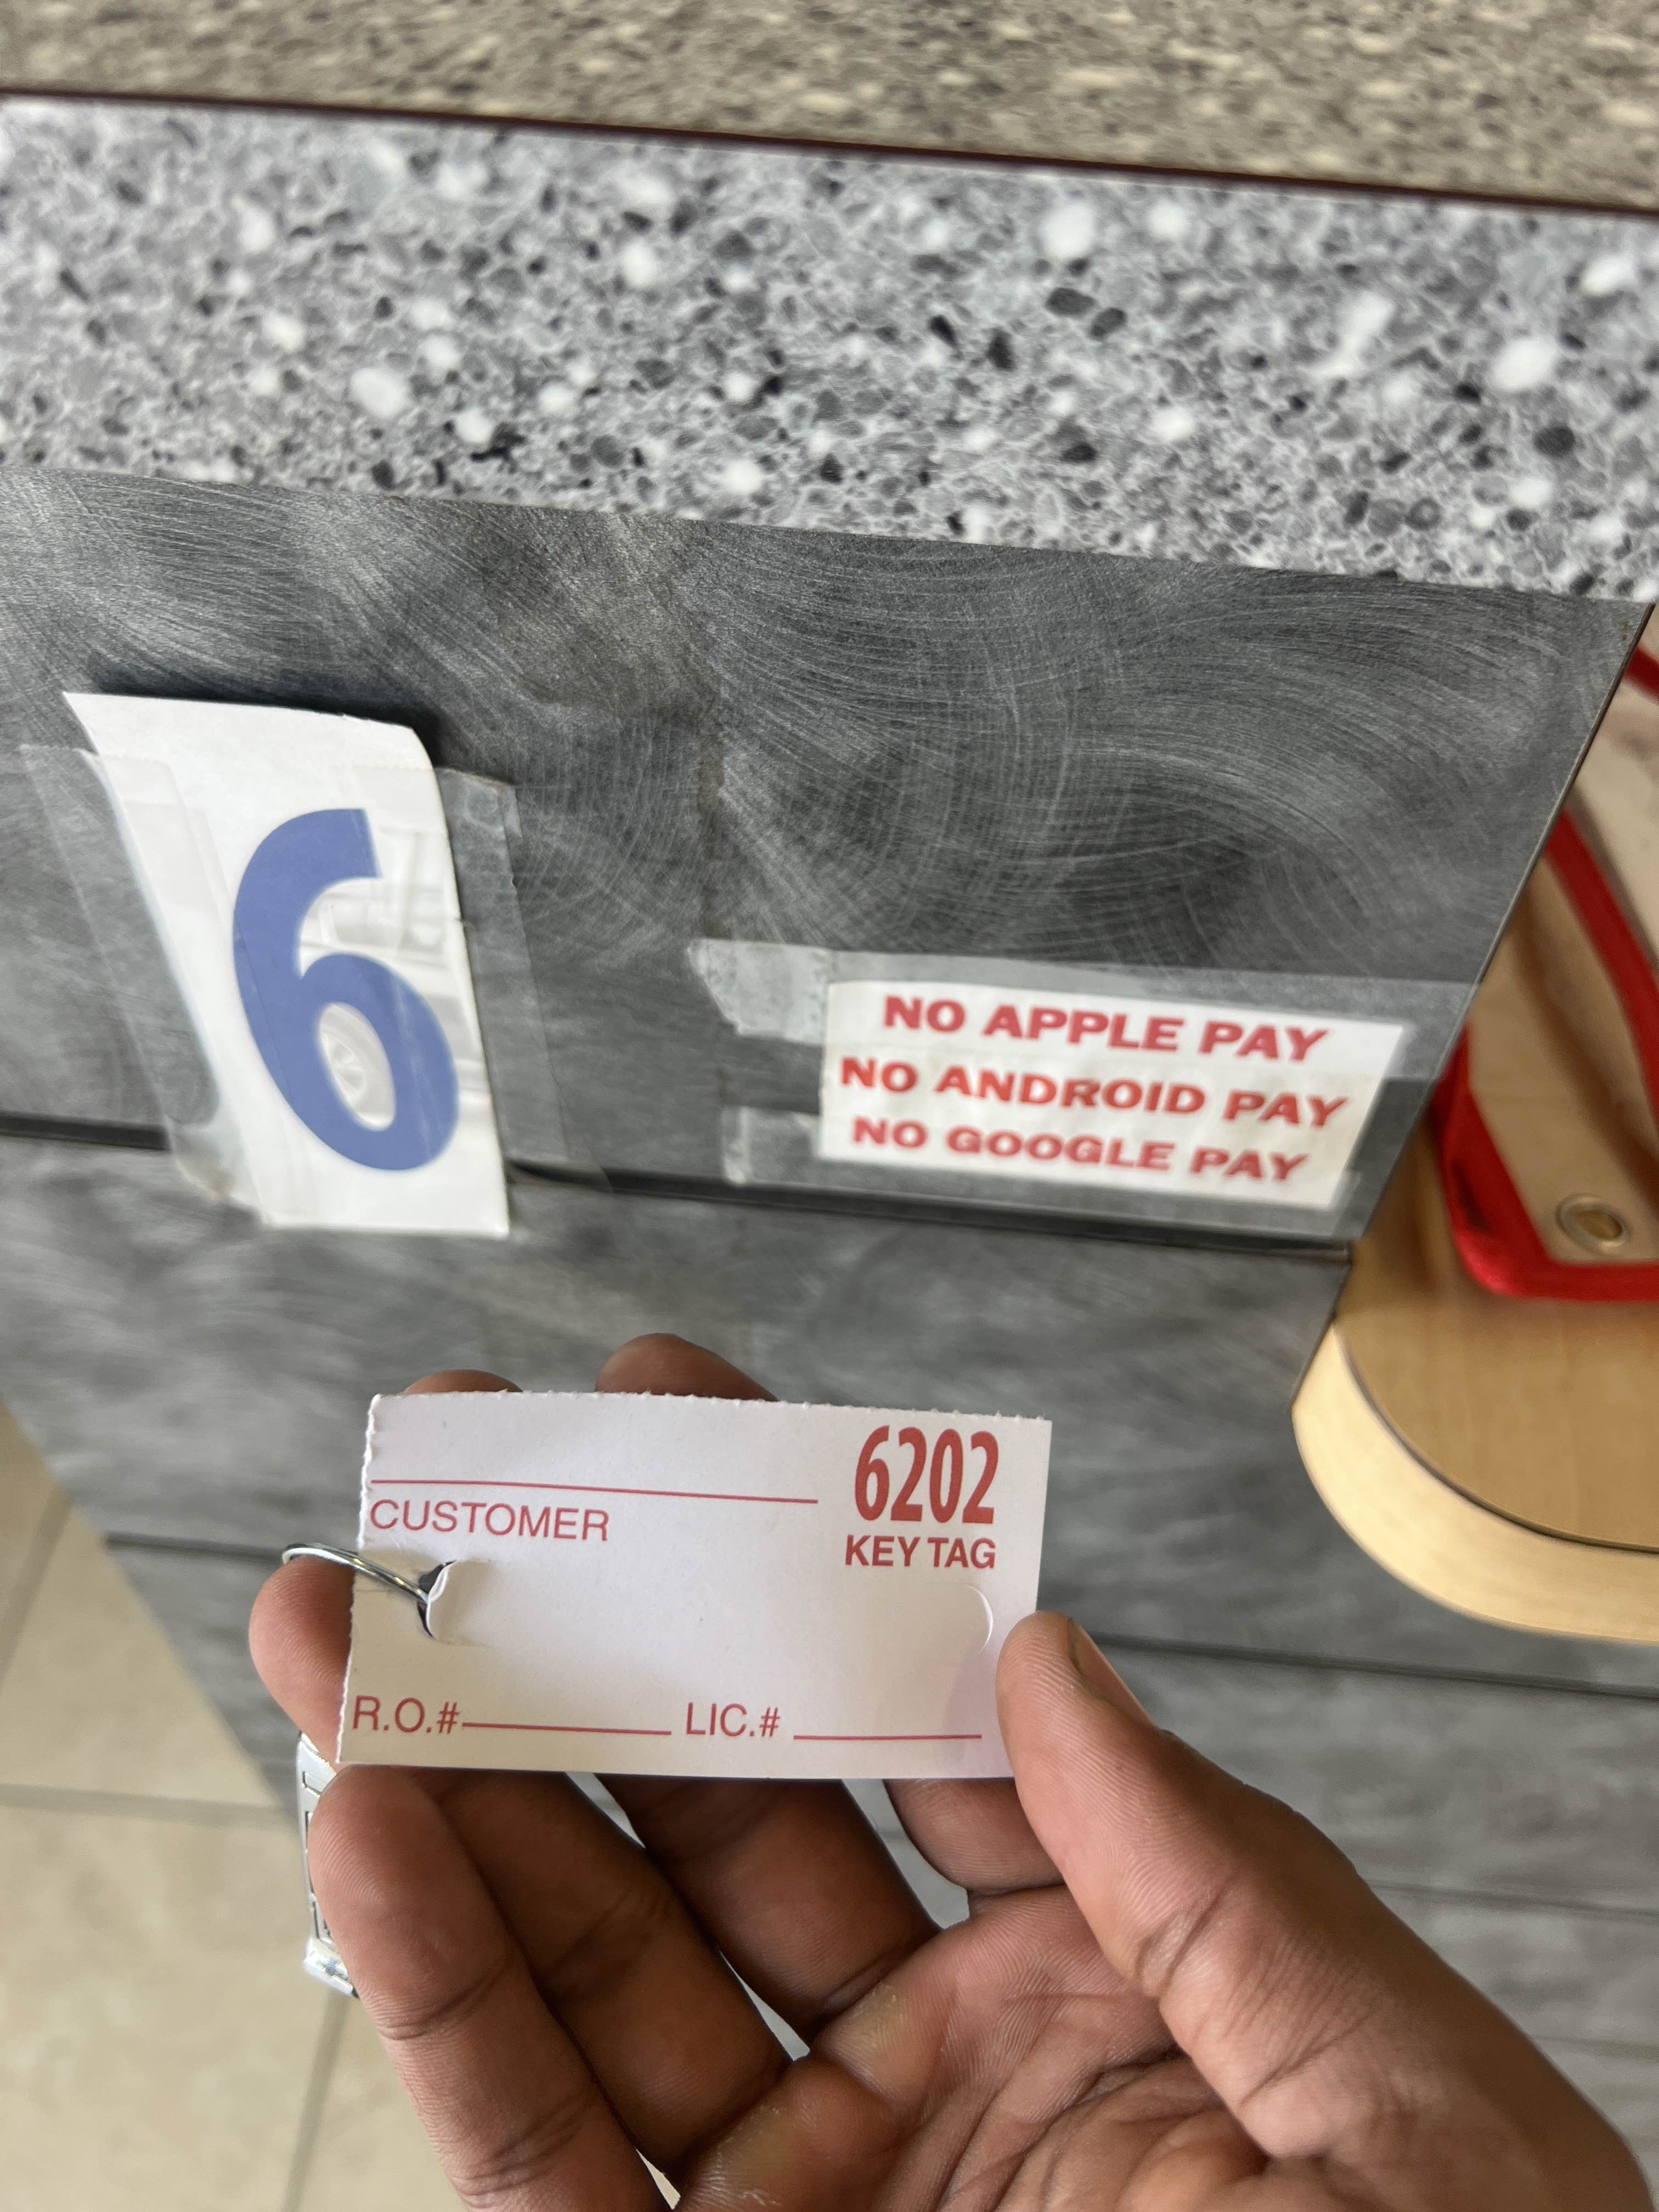 6
NO APPLE PAY
NO ANDROID PAY
NO GOOGLE PAY
6202
CUSTOMER
KEY TAG
R.O.# LIC.#